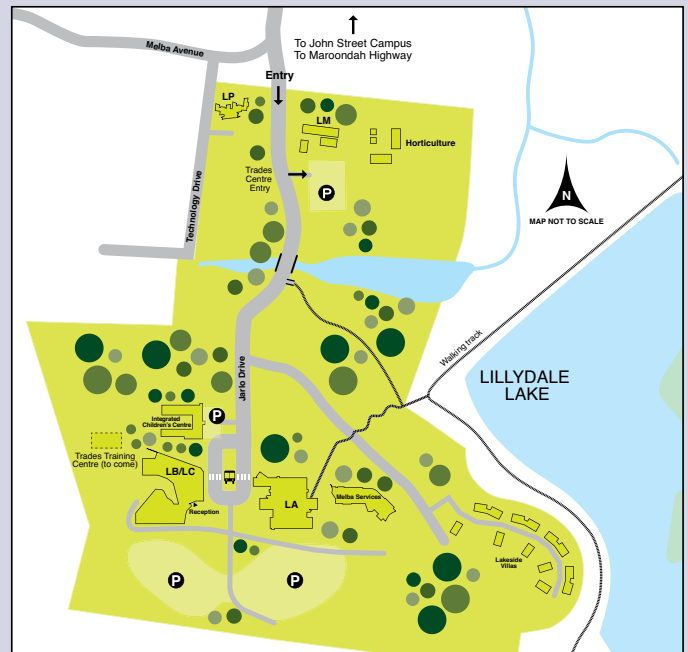 To John Street Campus
To Maroondah Highway
Melba Avenue
Entry
LP
LM
Horticulture
Trades
Centre
Entry
P
Technology Drive
N
MAP NOT TO SCALE
Walking track
LILLYDALE
LAKE
Jarlo Drive
Integrated
Children's Centre
P
Trades Training
Centre (to come)
LB/LC
Reception
LA
Melba Services
Lakeside
Villas
P
P